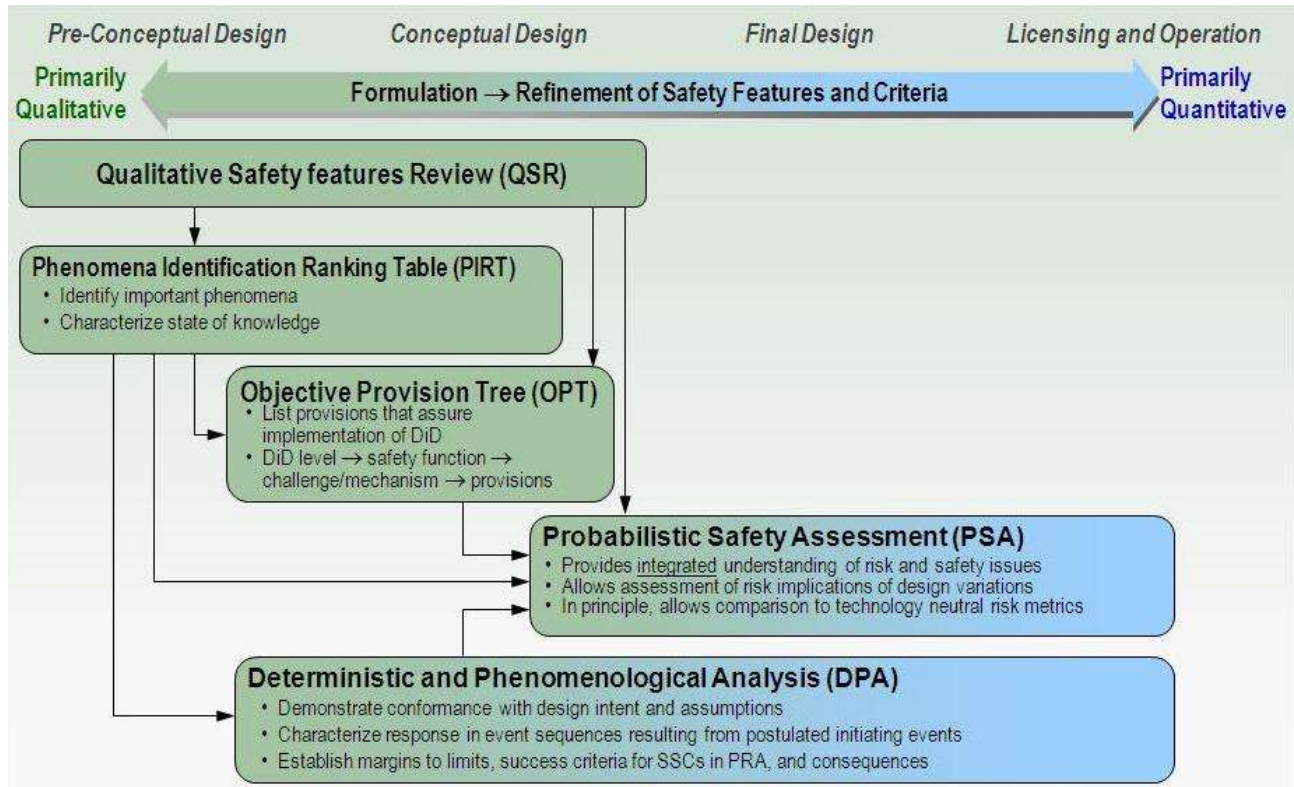 Pre-Conceptual Design Conceptual Design Final Design Licensing and Operation
Primarily
Qualitative
Formulation → Refinement of Safety Features and Criteria
Primarily
Quantitative
Qualitative Safety features Review (QSR)
Phenomena Identification Ranking Table (PIRT)
• Identify important phenomena
• Characterize state of knowledge
Objective Provision Tree (OPT)
• List provisions that assure
implementation of DiD
• DiD level → safety function →
challenge/mechanism → provisions
Probabilistic Safety Assessment (PSA)
• Provides integrated understanding of risk and safety issues
• Allows assessment of risk implications of design variations
• In principle, allows comparison to technology neutral risk metrics
Deterministic and Phenomenological Analysis (DPA)
• Demonstrate conformance with design intent and assumptions
• Characterize response in event sequences resulting from postulated initiating events
• Establish margins to limits, success criteria for SSCs in PRA, and consequences